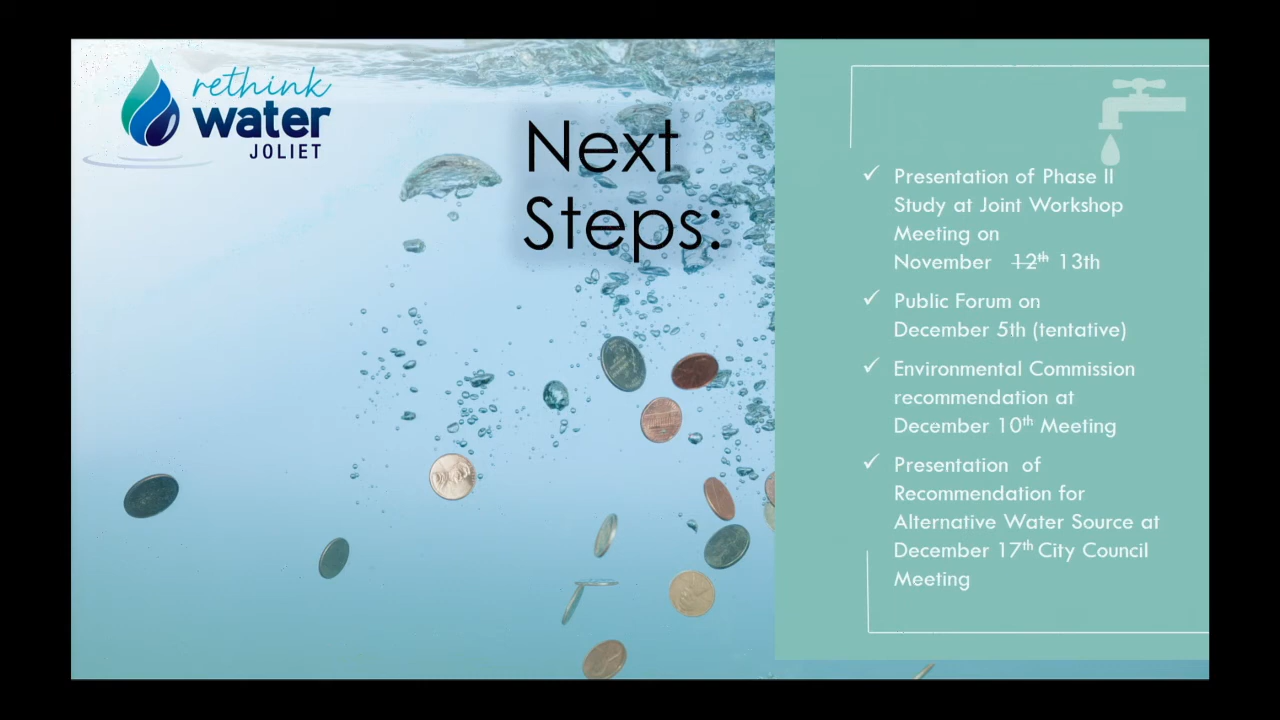 rethink
water
JOLIET
Next
Steps:
✓ Presentation of Phase II
Study at Joint Workshop
Meeting on
November 12th 13th
✓ Public Forum on
December 5th (tentative)
✓ Environmental Commission
recommendation at
December 10th Meeting
✓ Presentation of
Recommendation for
Alternative Water Source at
December 17th City Council
Meeting